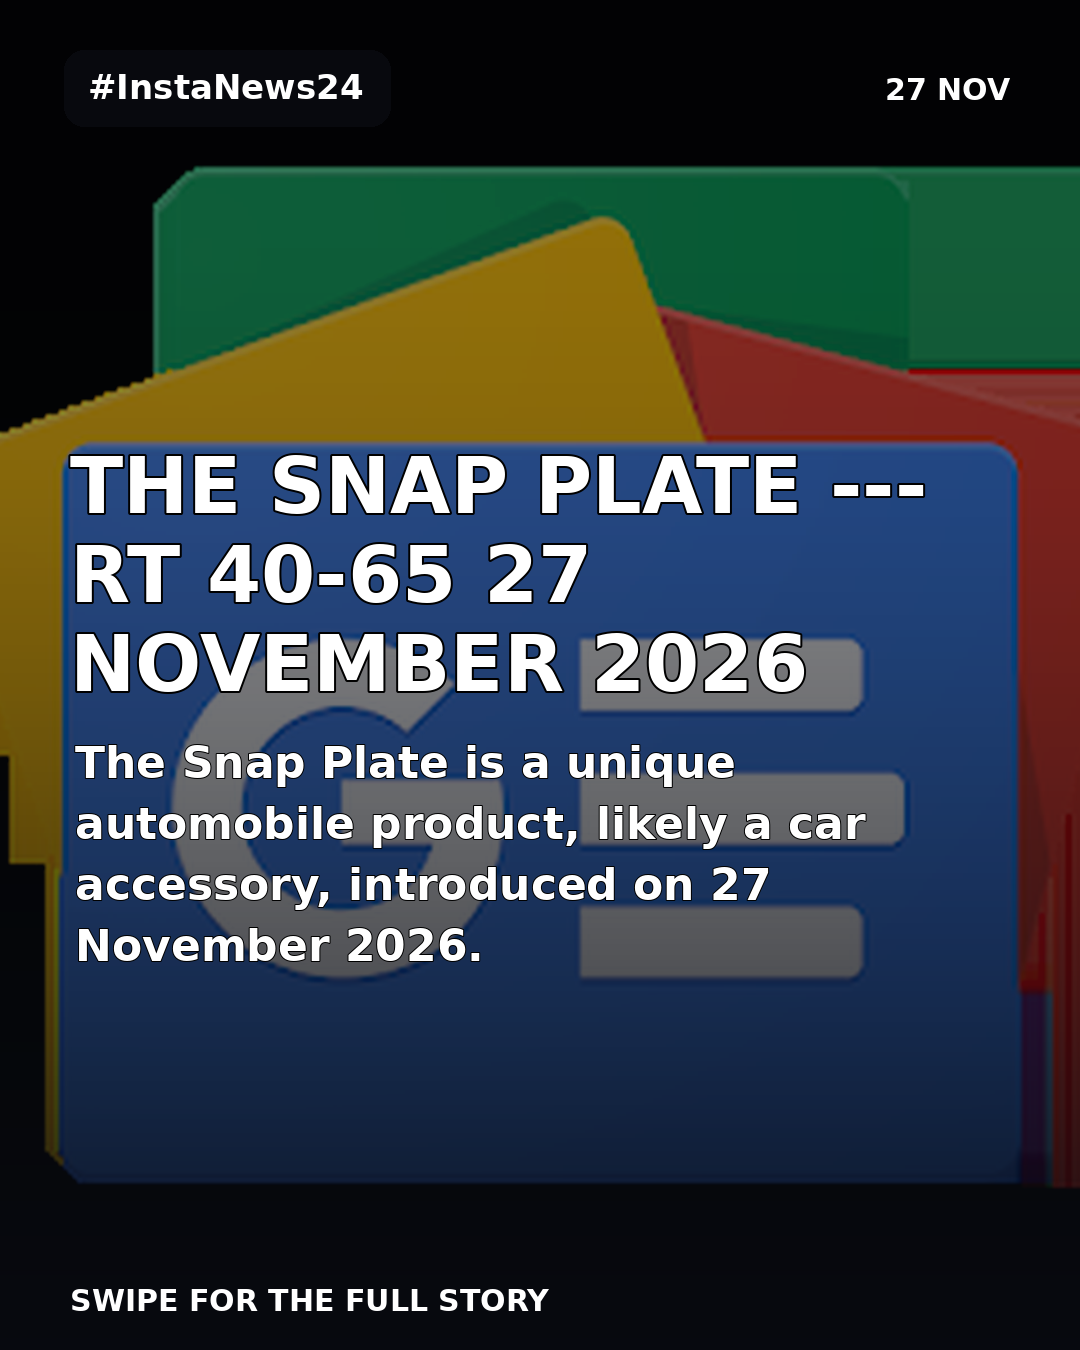 #InstaNews24
27 NOV
THE SNAP PLATE ---
RT 40-65 27
NOVEMBER 2026
The Snap Plate is a unique
automobile product, likely a car
accessory, introduced on 27
November 2026.
SWIPE FOR THE FULL STORY